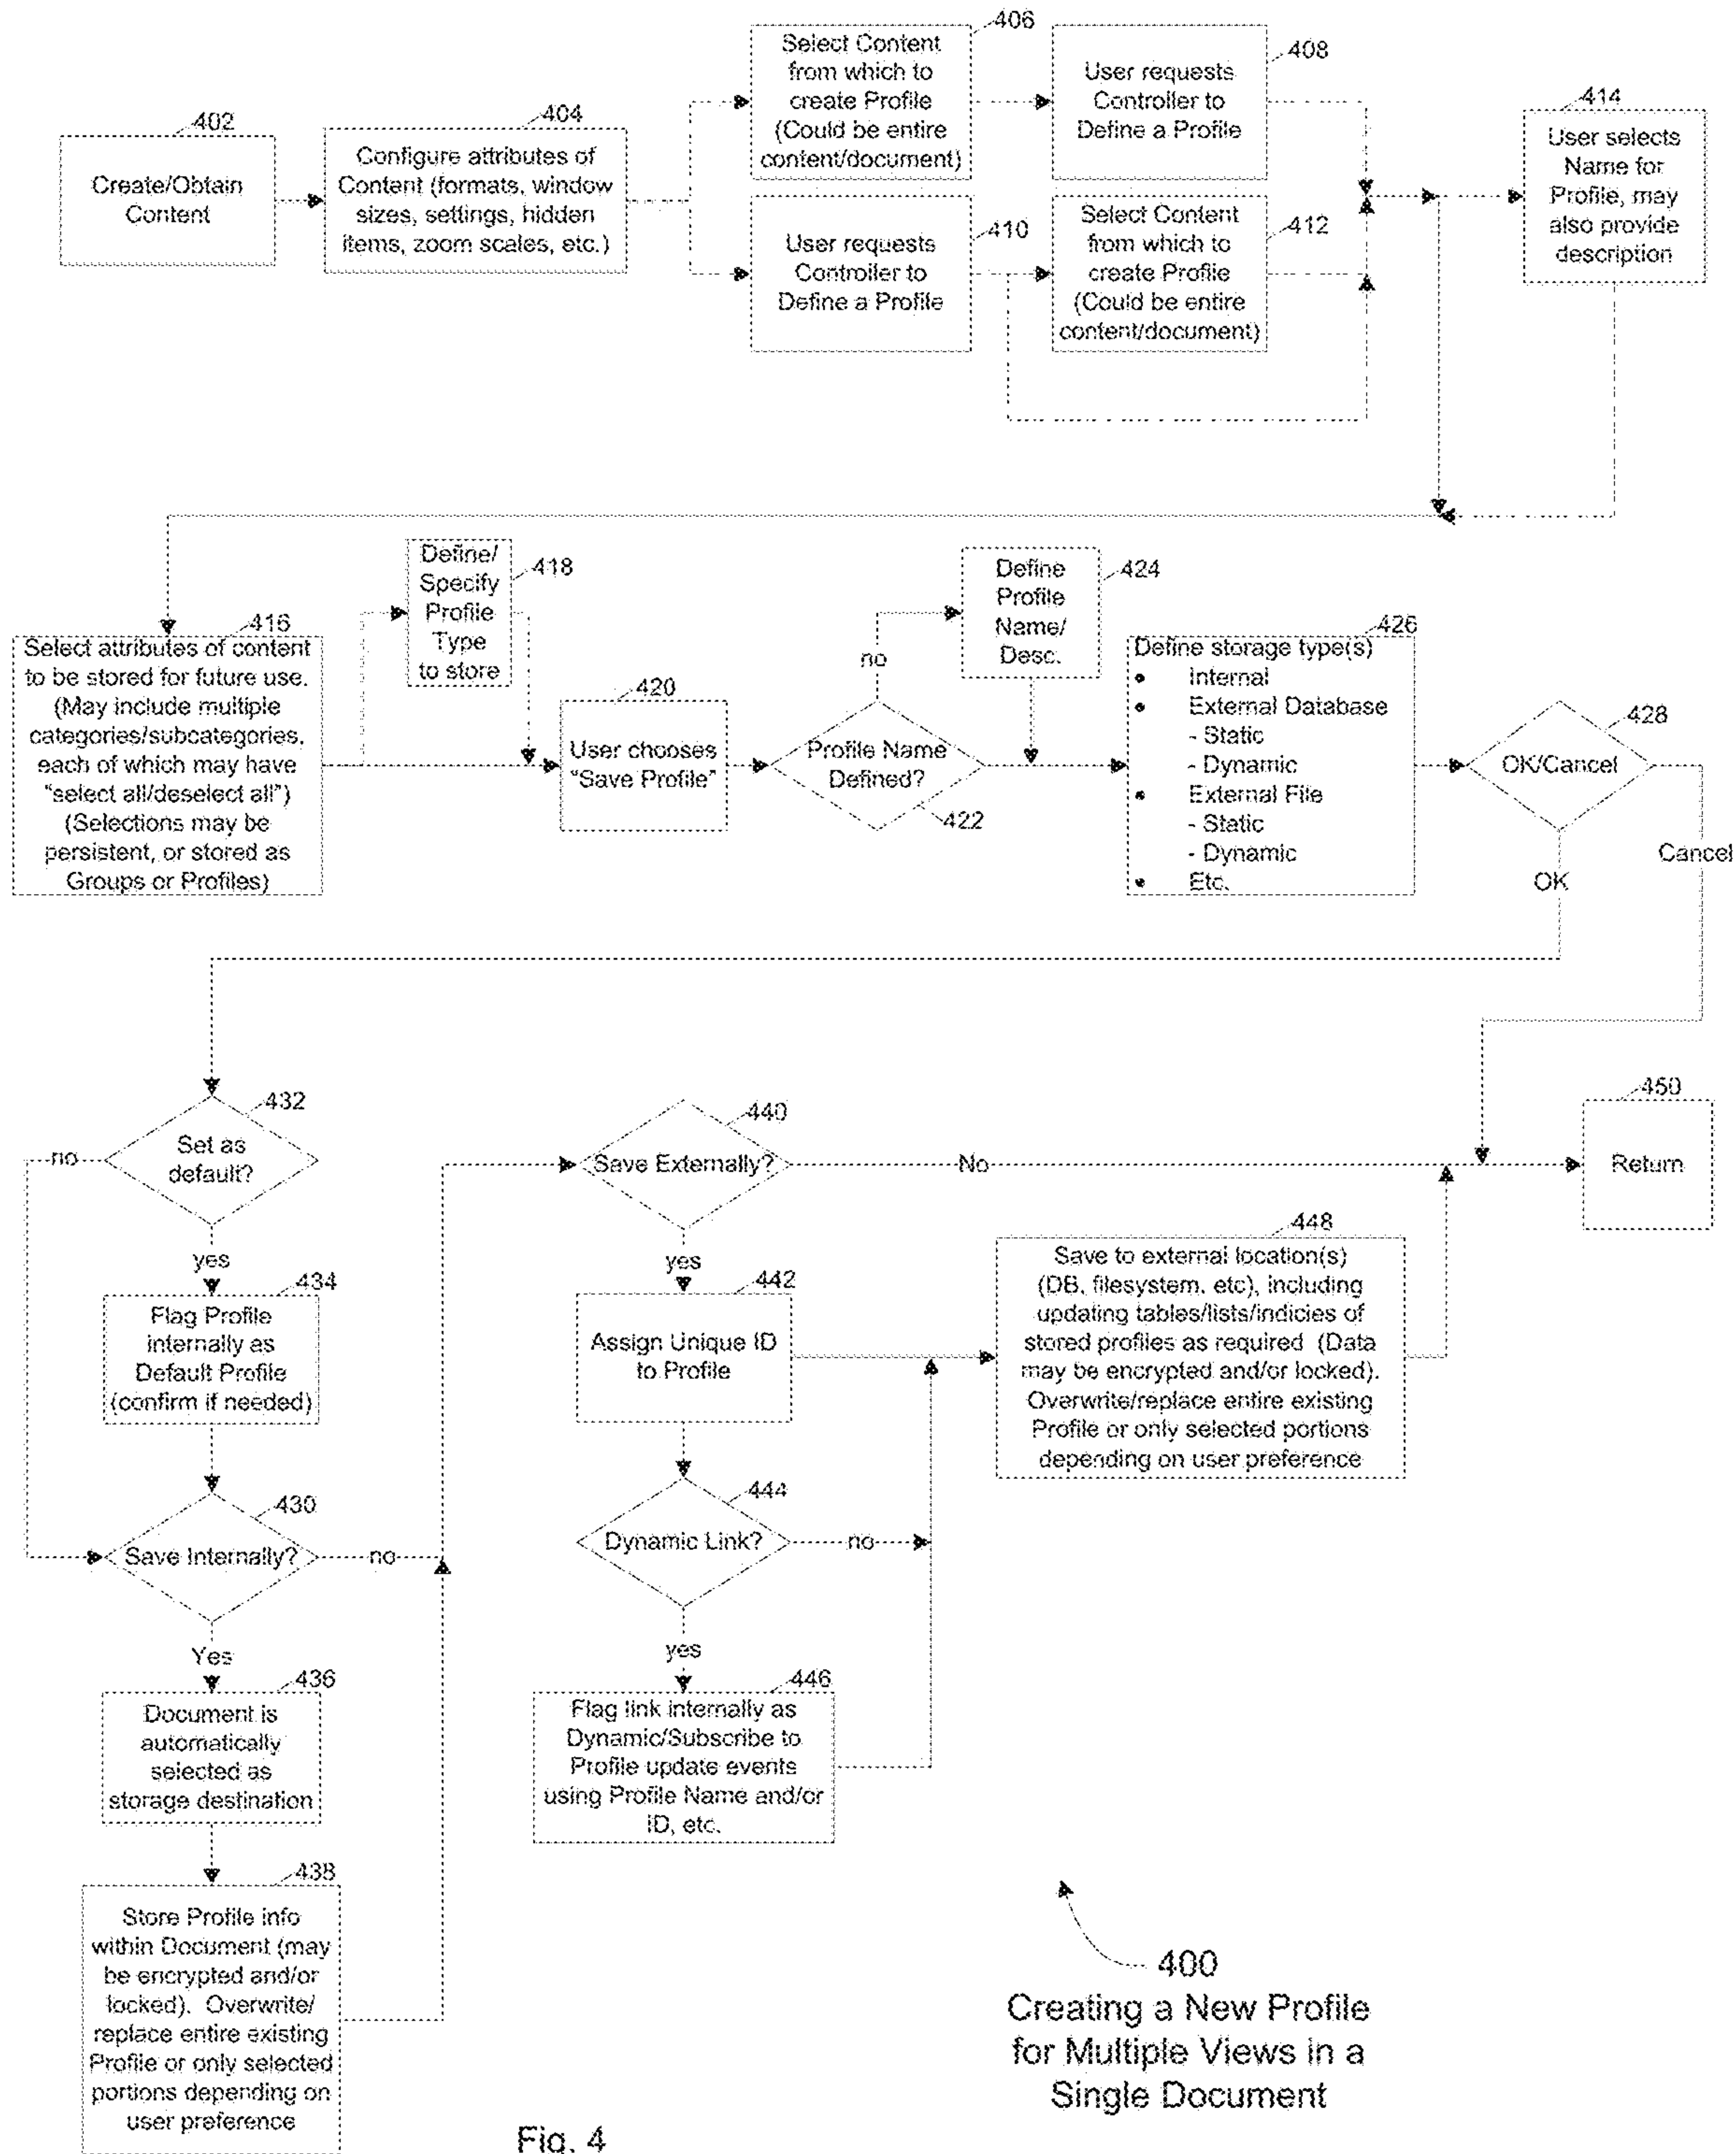 402
Create/Obtain
Content
404
Configure attributes of
Content (formats, window
sizes, settings, hidden
items, zoom scales, etc.)
406
Select Content
from which to
create Profile
(Could be entire
content/document)
408
User requests
Controller to
Define a Profile
410
User requests
Controller to
Define a Profile
412
Select Content
from which to
create Profile
(Could be entire
content/document)
414
User selects
Name for
Profile, may
also provide
description
416
Select attributes of content
to be stored for future use.
(May include multiple
categories/subcategories,
each of which may have
“select all/deselect all”)
(Selections may be
persistent, or stored as
Groups or Profiles)
418
Define/
Specify
Profile
Type
to store
420
User chooses
“Save Profile”
Profile Name
Defined?
422
no
424
Define
Profile
Name/
Desc.
426
Define storage type(s)
• Internal
• External Database
- Static
- Dynamic
• External File
- Static
- Dynamic
• Etc.
428
OK/Cancel
Cancel
OK
432
Set as
default?
no
yes
434
Flag Profile
internally as
Default Profile
(confirm if needed)
430
Save Internally?
no
Yes
436
Document is
automatically
selected as
storage destination
438
Store Profile info
within Document (may
be encrypted and/or
locked). Overwrite/
replace entire existing
Profile or only selected
portions depending on
user preference
440
Save Externally?
No
yes
442
Assign Unique ID
to Profile
444
Dynamic Link?
no
yes
446
Flag link internally as
Dynamic/Subscribe to
Profile update events
using Profile Name and/or
ID, etc.
448
Save to external location(s)
(DB, filesystem, etc), including
updating tables/lists/indicies of
stored profiles as required (Data
may be encrypted and/or locked).
Overwrite/replace entire existing
Profile or only selected portions
depending on user preference
450
Return
400
Creating a New Profile
for Multiple Views in a
Single Document
Fig. 4